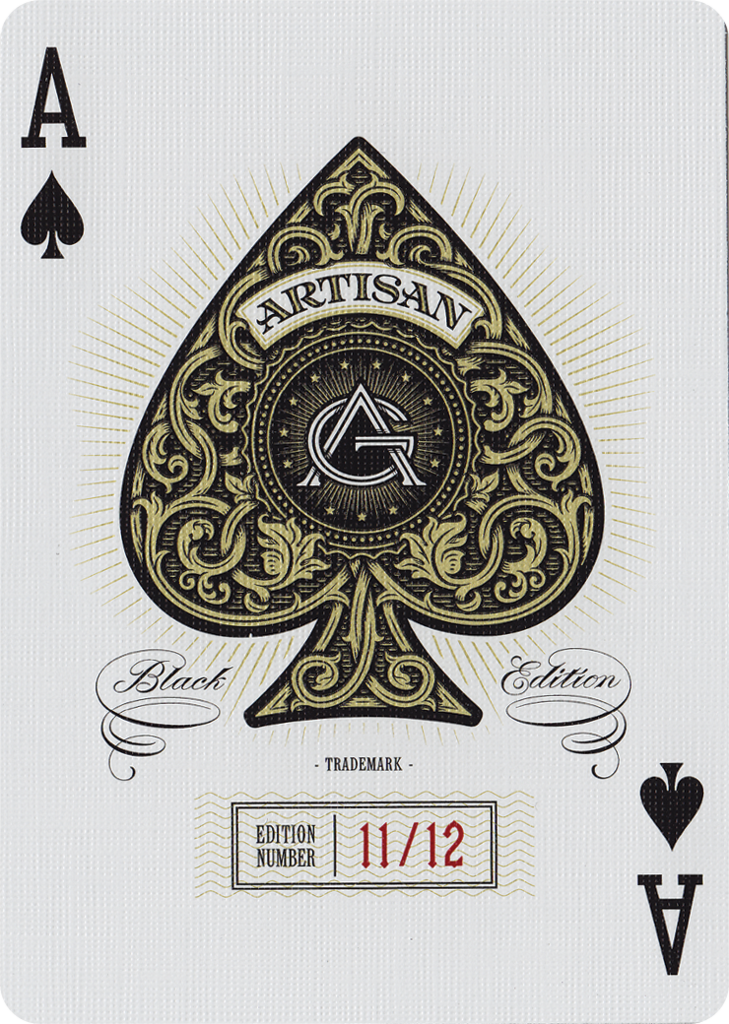 A
ARTISAN
AG
Black Edition
- TRADEMARK -
EDITION
NUMBER
11/12
A